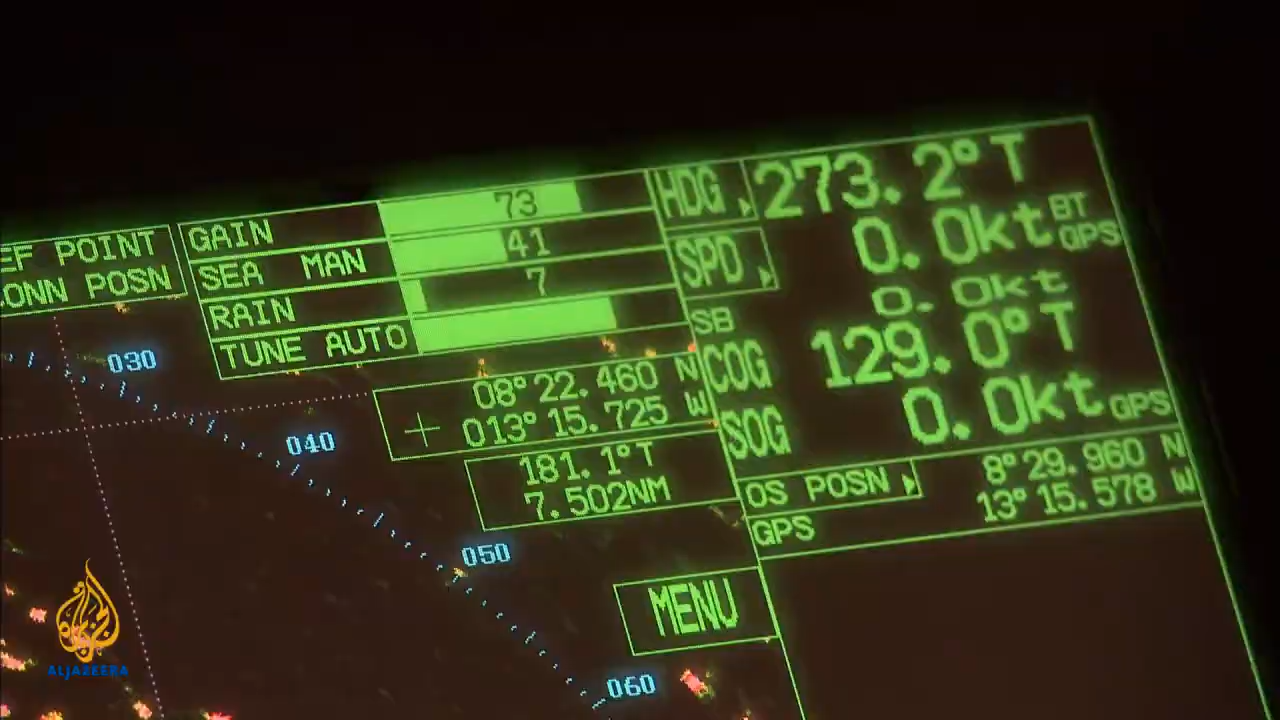 EF POINT
ONN POSN
GAIN 73
SEA MAN 41
RAIN 7
TUNE AUTO
HDG 273.2°T
SPD 0.0kt BT
GPS
0.0kt
SB
COG 129.0°T
SOG 0.0kt GPS
08°22.460 N
013°15.725 W
181.1°T
7.502NM
OS POSN 8°29.960 N
GPS 13°15.578 W
MENU
030
040
050
060
ALJAZEERA